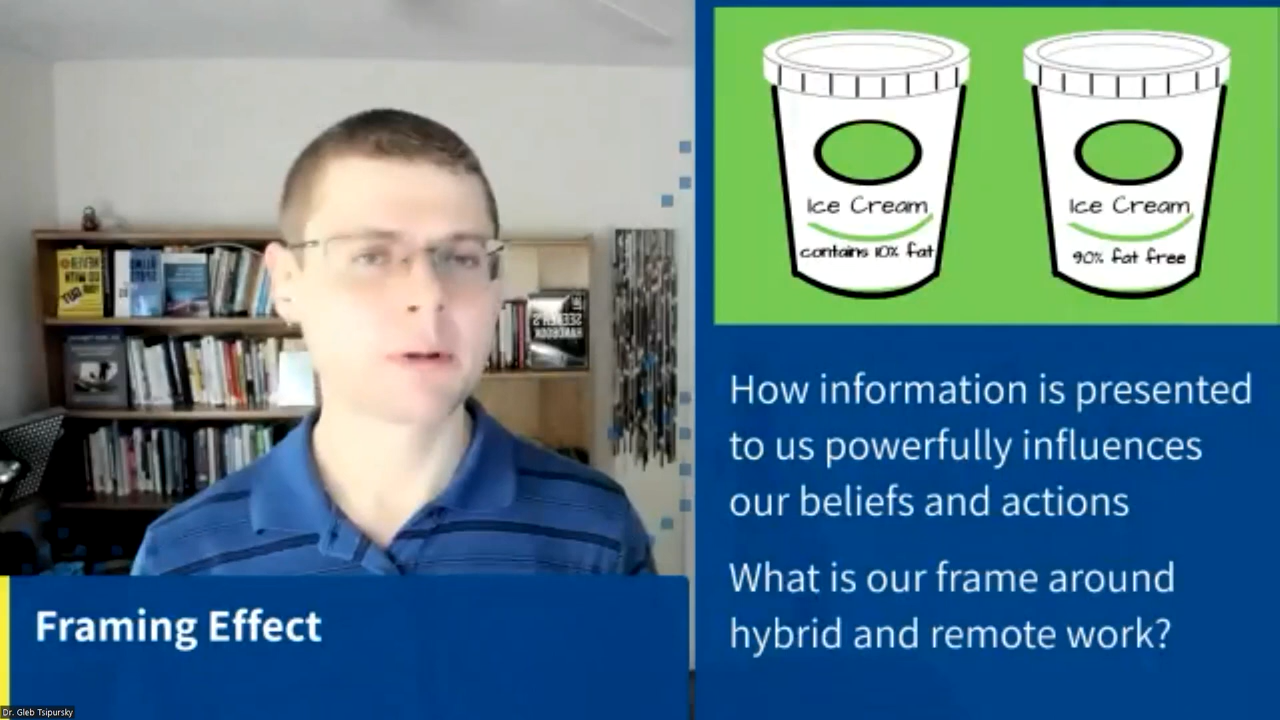 Ice Cream
contains 10% fat
Ice Cream
90% fat free
How information is presented
to us powerfully influences
our beliefs and actions
What is our frame around
hybrid and remote work?
Framing Effect
Dr. Gleb Tsipursky